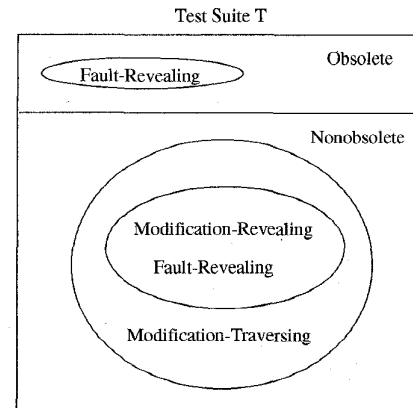 Test Suite T
Obsolete
Fault-Revealing
Nonobsolete
Modification-Revealing
Fault-Revealing
Modification-Traversing